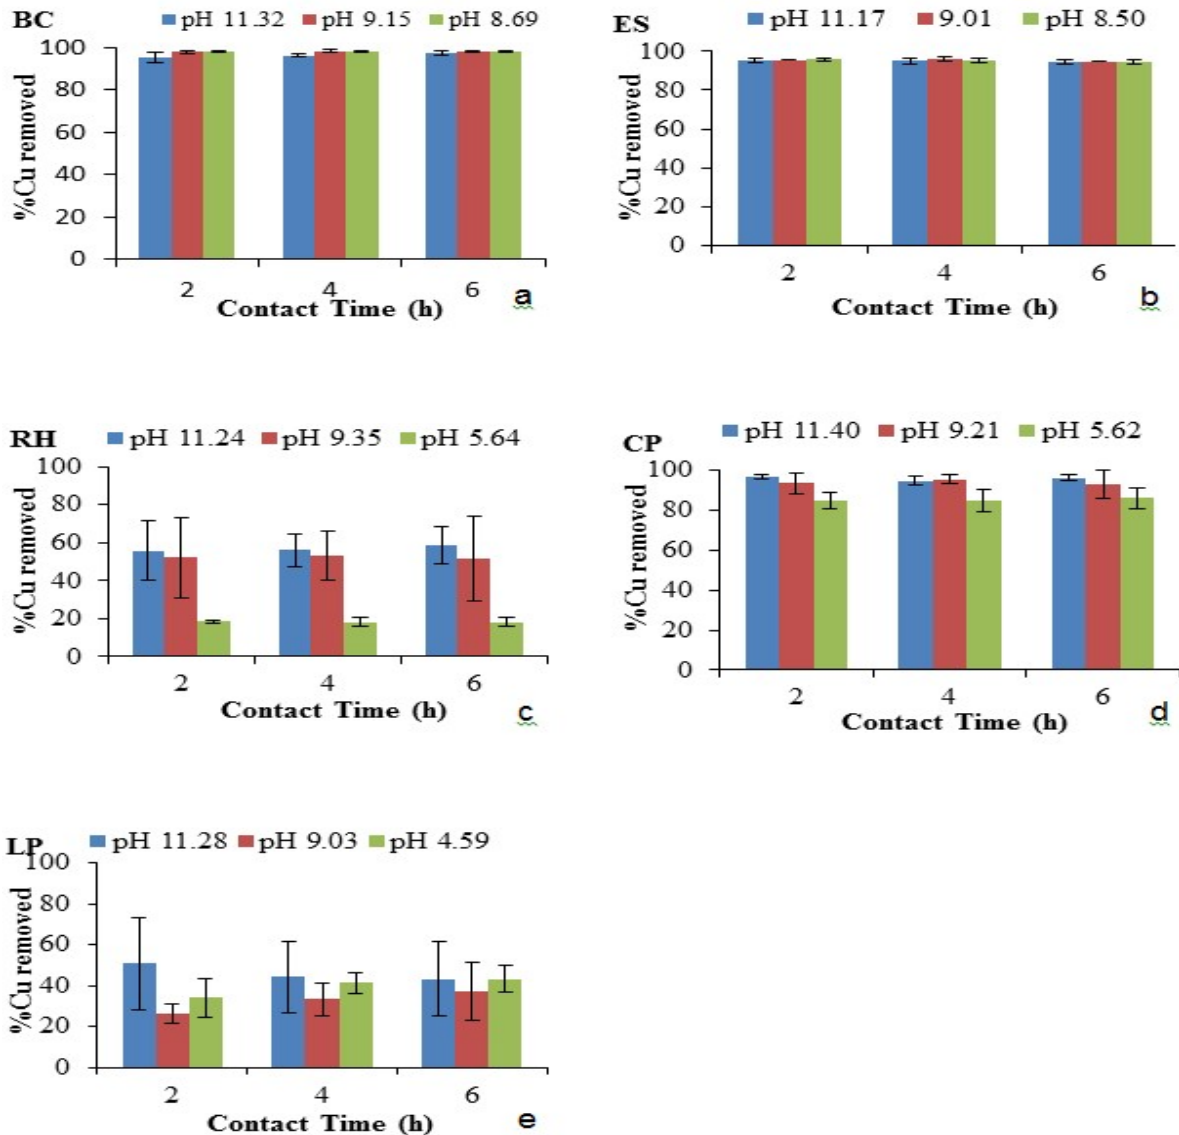 BC
pH 11.32 pH 9.15 pH 8.69
%Cu removed
100
80
60
40
20
0
2 4 6
Contact Time (h)
a
ES
pH 11.17 9.01 pH 8.50
%Cu removed
100
80
60
40
20
0
2 4 6
Contact Time (h)
b
RH
pH 11.24 pH 9.35 pH 5.64
%Cu removed
100
80
60
40
20
0
2 4 6
Contact Time (h)
c
CP
pH 11.40 pH 9.21 pH 5.62
%Cu removed
100
80
60
40
20
0
2 4 6
Contact Time (h)
d
LP
pH 11.28 pH 9.03 pH 4.59
%Cu removed
100
80
60
40
20
0
2 4 6
Contact Time (h)
e